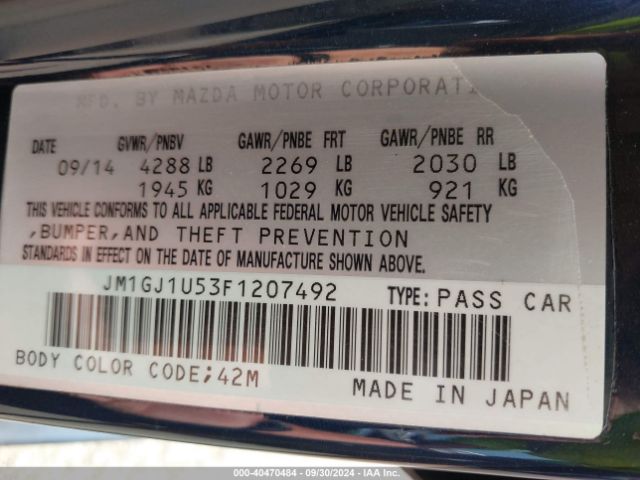 MFD. BY MAZDA MOTOR CORPORATI
DATE GVWR/PNBV GAWR/PNBE FRT GAWR/PNBE RR
09/14 4288 LB 2269 LB 2030 LB
1945 KG 1029 KG 921 KG
THIS VEHICLE CONFORMS TO ALL APPLICABLE FEDERAL MOTOR VEHICLE SAFETY
,BUMPER,AND THEFT PREVENTION
STANDARDS IN EFFECT ON THE DATE OF MANUFACTURE SHOWN ABOVE.
JM1GJ1U53F1207492 TYPE: PASS CAR
BODY COLOR CODE;42M
MADE IN JAPAN
000-40470484 - 09/30/2024 - IAA Inc.